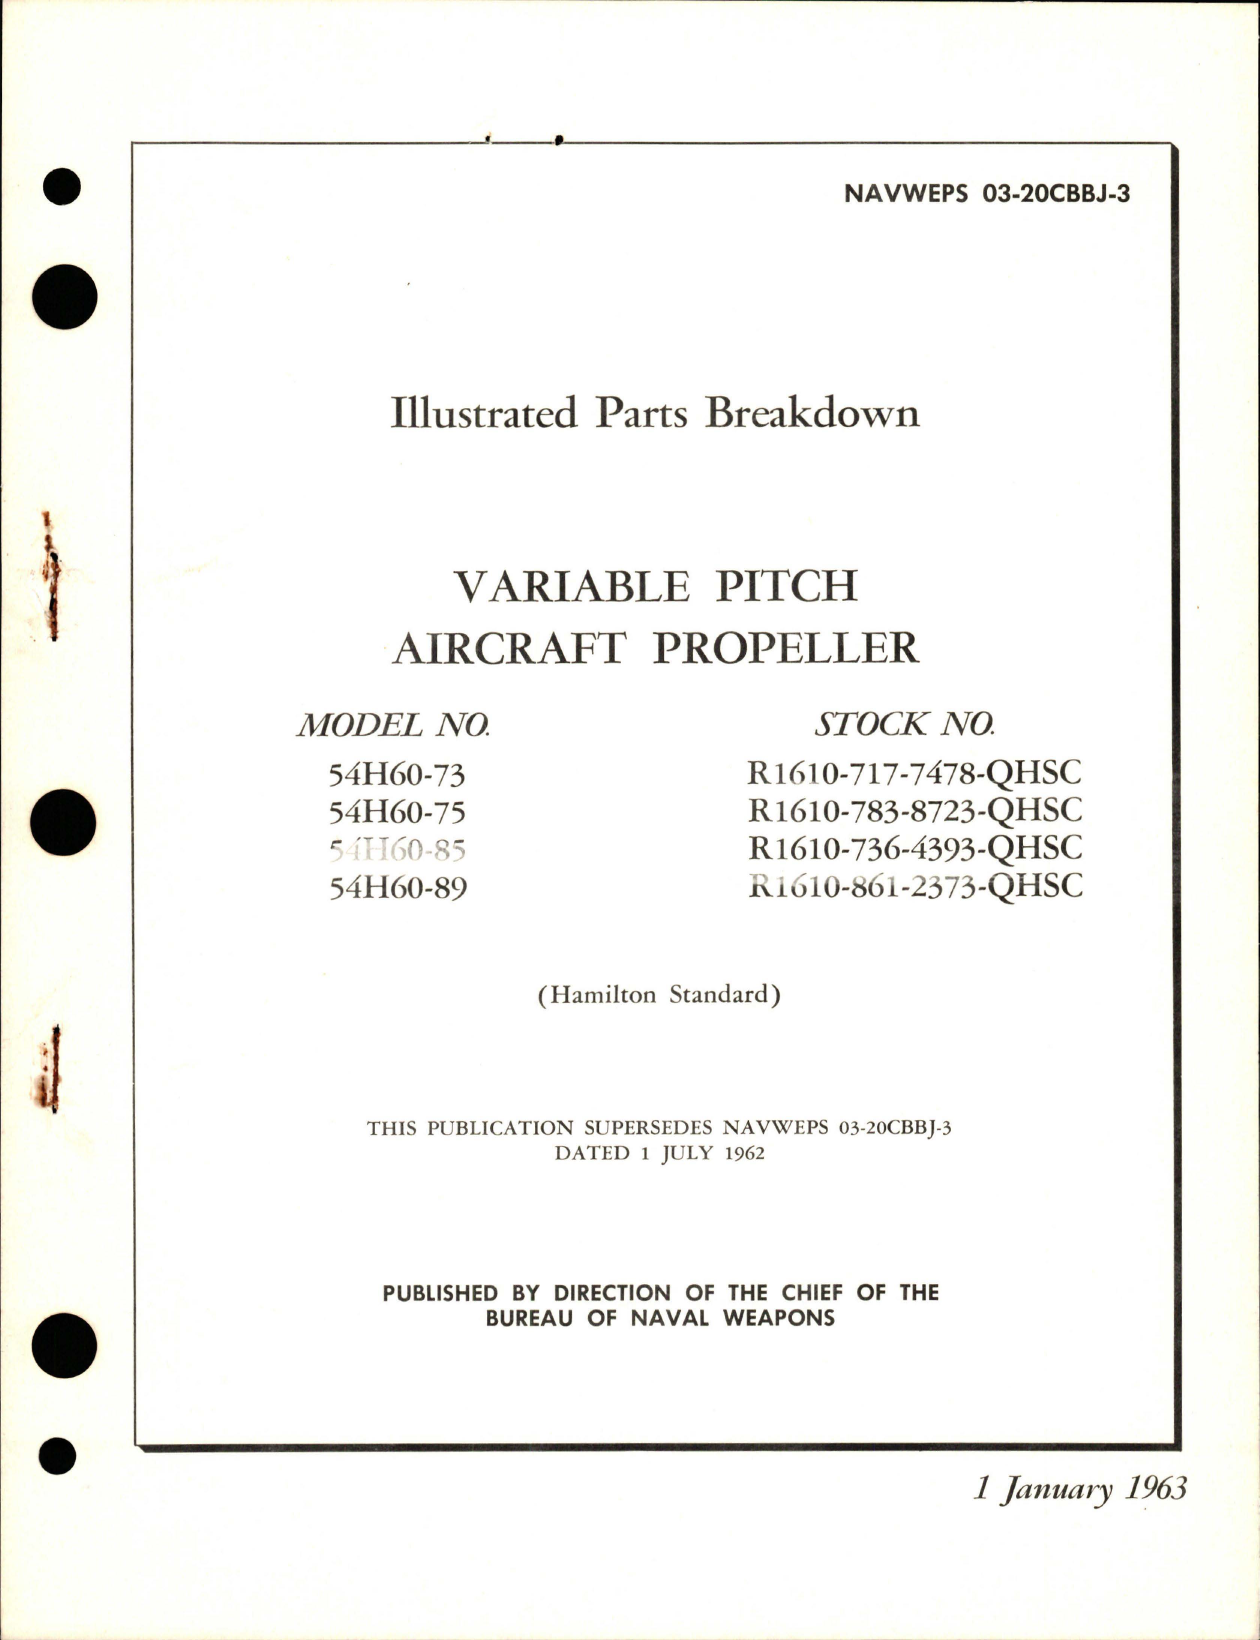 NAVWEPS 03-20CBBJ-3
Illustrated Parts Breakdown
VARIABLE PITCH
AIRCRAFT PROPELLER
MODEL NO. STOCK NO.
54H60-73 R1610-717-7478-QHSC
54H60-75 R1610-783-8723-QHSC
54H60-85 R1610-736-4393-QHSC
54H60-89 R1610-861-2373-QHSC
(Hamilton Standard)
THIS PUBLICATION SUPERSEDES NAVWEPS 03-20CBBJ-3
DATED 1 JULY 1962
PUBLISHED BY DIRECTION OF THE CHIEF OF THE
BUREAU OF NAVAL WEAPONS
1 January 1963